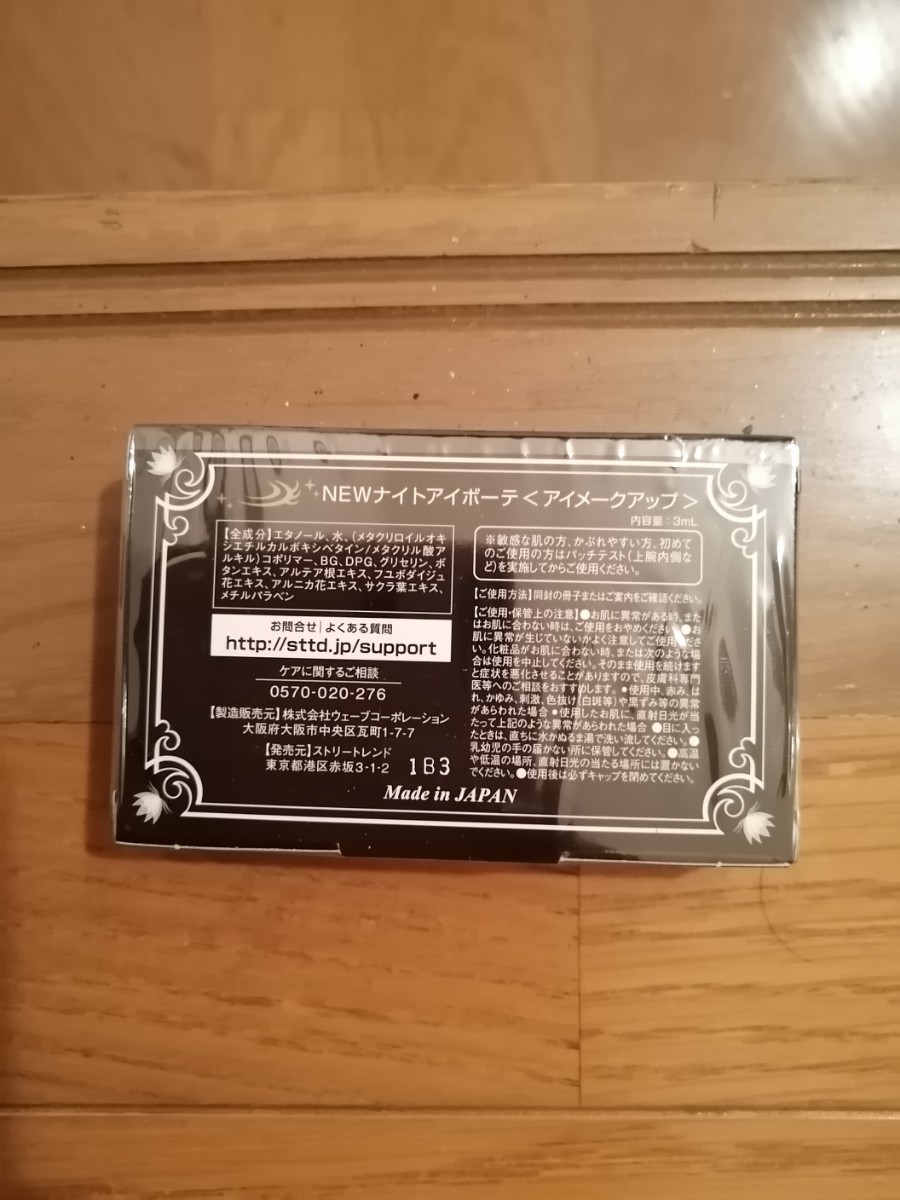 NEWナイトアイボーテ<アイメークアップ>
内容量:3mL
【全成分】エタノール、水、(メタクリロイルオキ
シエチルカルボキシベタイン/メタクリル酸ア
ルキル)コポリマー、BG、DPG、グリセリン、ボ
タンエキス、アルテア根エキス、フユボダイジュ
花エキス、アルニカ花エキス、サクラ葉エキス、
メチルパラベン
お問合せ|よくある質問
http://sttd.jp/support
ケアに関するご相談
0570-020-276
【製造販売元】株式会社ウェーブコーポレーション
大阪府大阪市中央区瓦町1-7-7
【発売元】ストリートレンド
東京都港区赤坂3-1-2
1B3
※敏感な肌の方、かぶれやすい方、初めて
のご使用の方はパッチテスト(上腕内側な
ど)を実施してからご使用ください。
【ご使用方法】同封の冊子またはご案内をご確認ください。
【ご使用・保管上の注意】●お肌に異常がある時、また
はお肌に合わない時は、ご使用をおやめください。●お
肌に異常が生じていないかよく注意してご使用くださ
い。化粧品がお肌に合わない時、または次のような場
合は使用を中止してください。そのまま使用を続けます
と症状を悪化させることがありますので、皮膚科専門
医等へのご相談をおすすめします。●使用中、赤み、は
れ、かゆみ、刺激、色抜け(白斑等)や黒ずみ等の異常
があらわれた場合●使用したお肌に、直射日光が当
たって上記のような異常があらわれた場合 ●目に入っ
たときは、直ちに水かぬるま湯で洗い流してください。●
乳幼児の手の届かない所に保管してください。●高温
や低温の場所、直射日光の当たる場所には置かない
でください。●使用後は必ずキャップを閉めてください。
Made in JAPAN